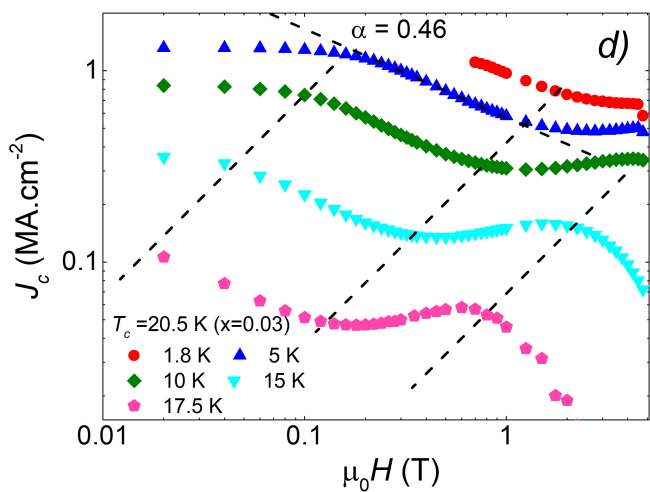 α = 0.46
d)
1
0.1
J_c (MA.cm⁻²)
T_c =20.5 K (x=0.03)
1.8 K
5 K
10 K
15 K
17.5 K
0.01
0.1
1
μ₀H (T)